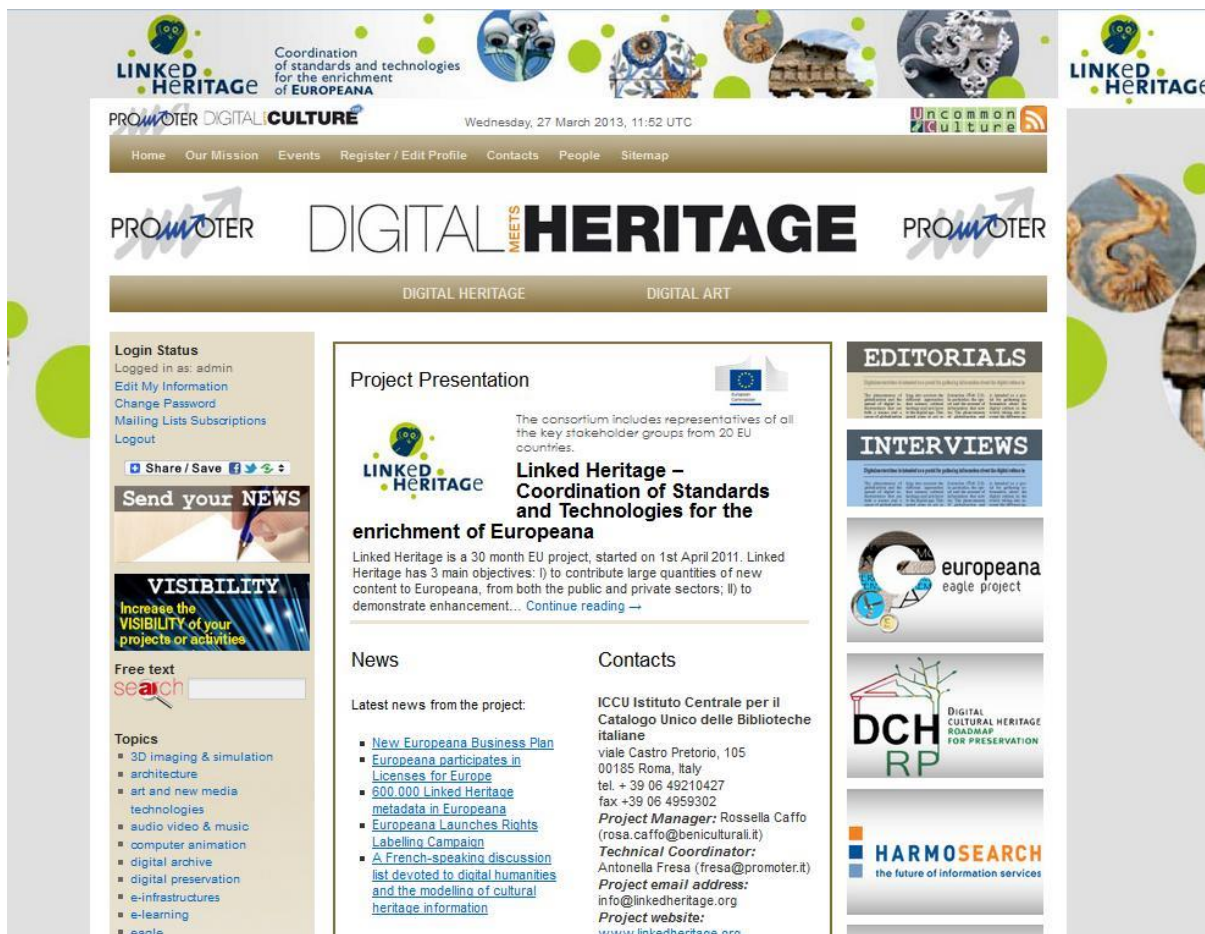 LINKeD HeRITAGe
Coordination
of standards and technologies
for the enrichment
of EUROPEANA
LINKeD HeRITAGe
PROMOTER DIGITAL meets CULTURE
Wednesday, 27 March 2013, 11:52 UTC
Uncommon
Culture
Home Our Mission Events Register / Edit Profile Contacts People Sitemap
PROMOTER
DIGITAL MEETS HERITAGE
PROMOTER
DIGITAL HERITAGE DIGITAL ART
Login Status
Logged in as: admin
Edit My Information
Change Password
Mailing Lists Subscriptions
Logout
Share / Save
Send your NEWS
VISIBILITY
Increase the
VISIBILITY of your
projects or activities
Free text
search
Topics
3D imaging & simulation
architecture
art and new media
technologies
audio video & music
computer animation
digital archive
digital preservation
e-infrastructures
e-learning
eagle
Project Presentation
European
Commission
The consortium includes representatives of all
the key stakeholder groups from 20 EU
countries.
LINKeD
HeRITAGe
Linked Heritage –
Coordination of Standards
and Technologies for the
enrichment of Europeana
Linked Heritage is a 30 month EU project, started on 1st April 2011. Linked
Heritage has 3 main objectives: I) to contribute large quantities of new
content to Europeana, from both the public and private sectors; II) to
demonstrate enhancement... Continue reading →
News
Latest news from the project:
New Europeana Business Plan
Europeana participates in
Licenses for Europe
600.000 Linked Heritage
metadata in Europeana
Europeana Launches Rights
Labelling Campaign
A French-speaking discussion
list devoted to digital humanities
and the modelling of cultural
heritage information
Contacts
ICCU Istituto Centrale per il
Catalogo Unico delle Biblioteche
italiane
viale Castro Pretorio, 105
00185 Roma, Italy
tel. + 39 06 49210427
fax +39 06 4959302
Project Manager: Rossella Caffo
(rosa.caffo@beniculturali.it)
Technical Coordinator:
Antonella Fresa (fresa@promoter.it)
Project email address:
info@linkedheritage.org
Project website:
www.linkedheritage.org
EDITORIALS
INTERVIEWS
europeana
eagle project
DCH
RP
DIGITAL
CULTURAL HERITAGE
ROADMAP
FOR PRESERVATION
HARMOSEARCH
the future of information services